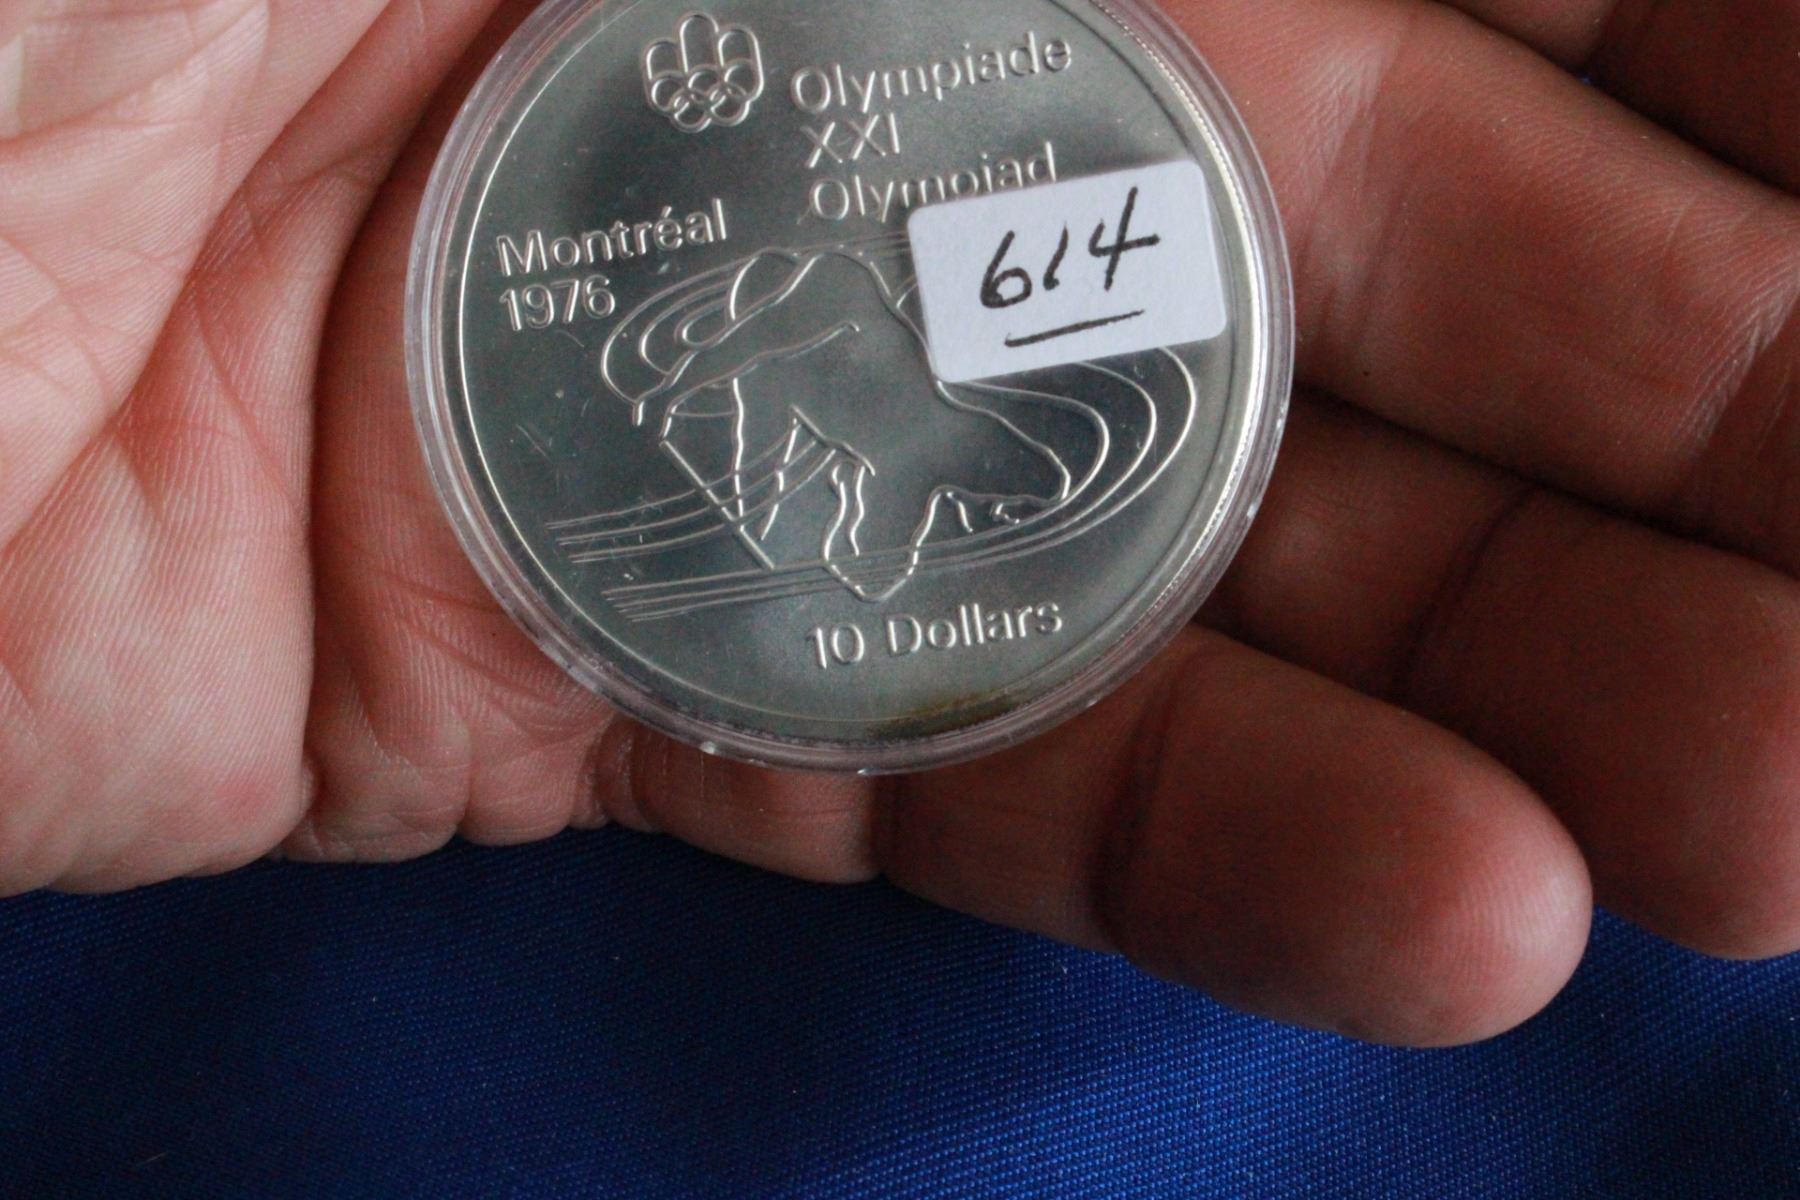 Olympiade
XXI
Olympiad
Montréal
1976
614
10 Dollars